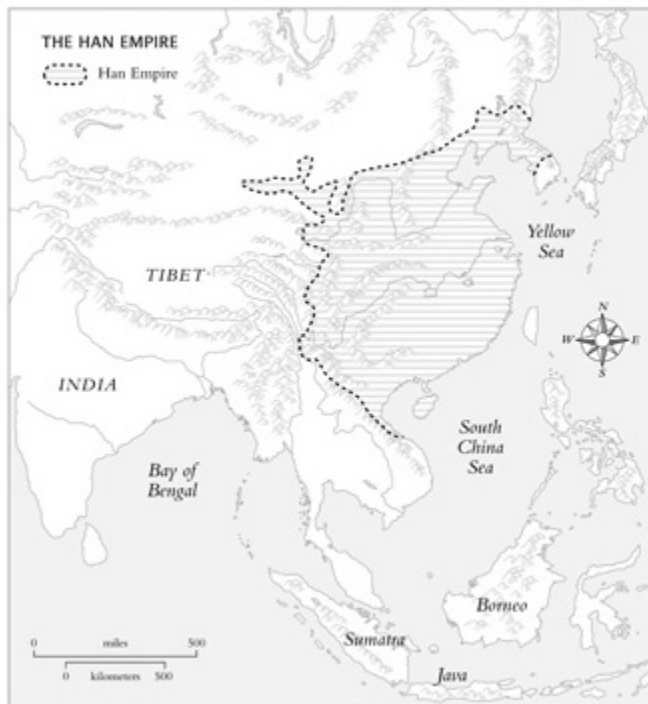 THE HAN EMPIRE
Han Empire
Yellow
Sea
TIBET
N
W E
S
INDIA
South
China
Sea
Bay of
Bengal
Borneo
0 miles 500
0 kilometers 500
Sumatra
Java